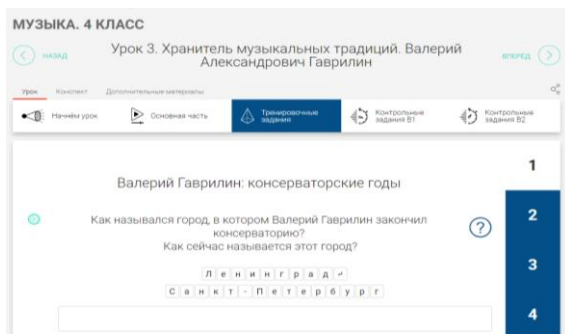 МУЗЫКА. 4 КЛАСС
НАЗАД
Урок 3. Хранитель музыкальных традиций. Валерий
Александрович Гаврилин
ВПЕРЕД
Урок Конспект Дополнительные материалы
Начнём урок
Основная часть
Тренировочные
задания
Контрольные
задания В1
Контрольные
задания В2
Валерий Гаврилин: консерваторские годы
Как назывался город, в котором Валерий Гаврилин закончил
консерваторию?
Как сейчас называется этот город?
?
Ленинград
Санкт-Петербург
1
2
3
4